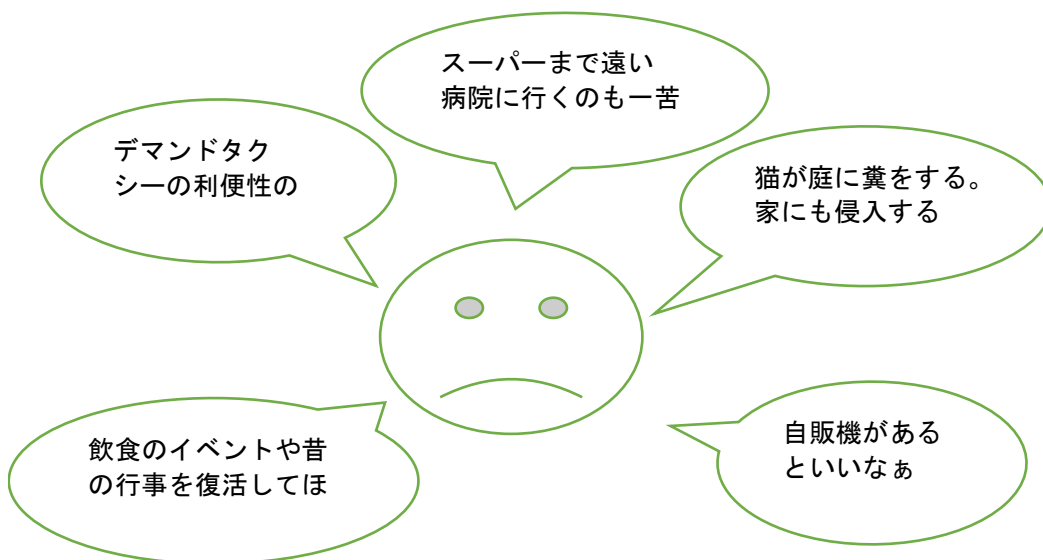 スーパーまで遠い
病院に行くのも一苦
デマンドタク
シーの利便性の
猫が庭に糞をする。
家にも侵入する
飲食のイベントや昔
の行事を復活してほ
自販機がある
といいなぁ